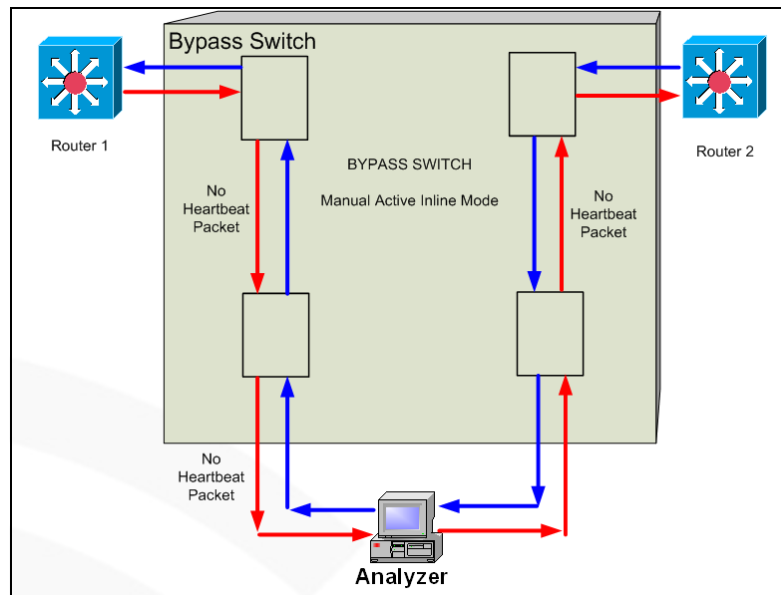 Bypass Switch
Router 1
Router 2
BYPASS SWITCH
Manual Active Inline Mode
No
Heartbeat
Packet
No
Heartbeat
Packet
No
Heartbeat
Packet
Analyzer